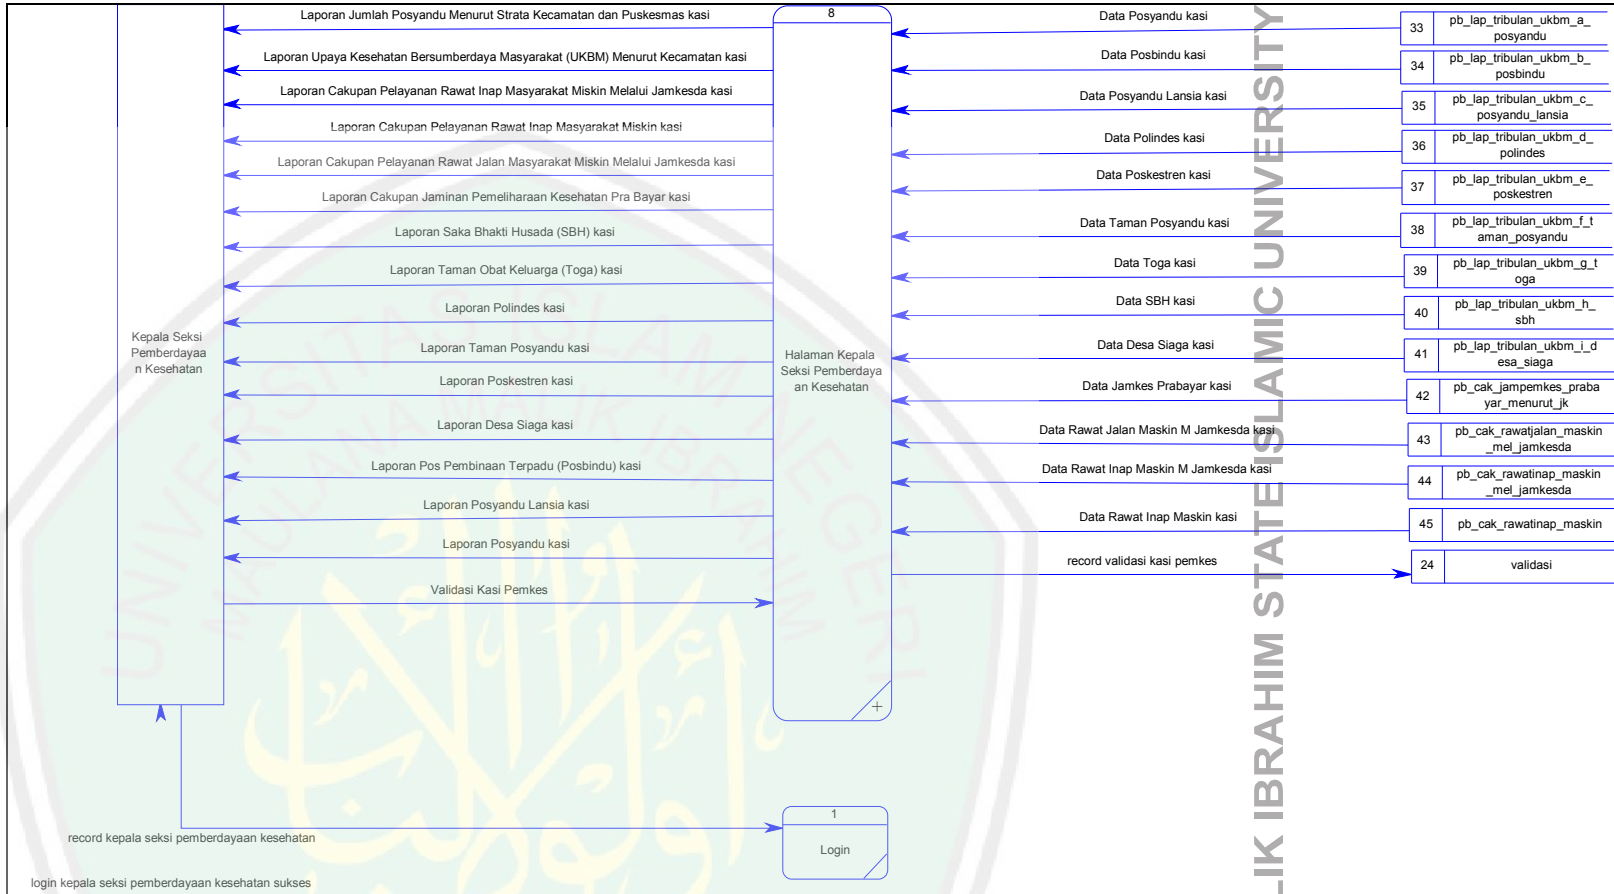 Laporan Jumlah Posyandu Menurut Strata Kecamatan dan Puskesmas kasi
Laporan Upaya Kesehatan Bersumberdaya Masyarakat (UKBM) Menurut Kecamatan kasi
Laporan Cakupan Pelayanan Rawat Inap Masyarakat Miskin Melalui Jamkesda kasi
Laporan Cakupan Pelayanan Rawat Inap Masyarakat Miskin kasi
Laporan Cakupan Pelayanan Rawat Jalan Masyarakat Miskin Melalui Jamkesda kasi
Laporan Cakupan Jaminan Pemeliharaan Kesehatan Pra Bayar kasi
Laporan Saka Bhakti Husada (SBH) kasi
Laporan Taman Obat Keluarga (Toga) kasi
Laporan Polindes kasi
Laporan Taman Posyandu kasi
Laporan Poskestren kasi
Laporan Desa Siaga kasi
Laporan Pos Pembinaan Terpadu (Posbindu) kasi
Laporan Posyandu Lansia kasi
Laporan Posyandu kasi
Validasi Kasi Pemkes
Kepala Seksi
Pemberdayaa
n Kesehatan
8
Halaman Kepala
Seksi Pemberdaya
an Kesehatan
+
Data Posyandu kasi
Data Posbindu kasi
Data Posyandu Lansia kasi
Data Polindes kasi
Data Poskestren kasi
Data Taman Posyandu kasi
Data Toga kasi
Data SBH kasi
Data Desa Siaga kasi
Data Jamkes Prabayar kasi
Data Rawat Jalan Maskin M Jamkesda kasi
Data Rawat Inap Maskin M Jamkesda kasi
Data Rawat Inap Maskin kasi
record validasi kasi pemkes
33
pb_lap_tribulan_ukbm_a_
posyandu
34
pb_lap_tribulan_ukbm_b_
posbindu
35
pb_lap_tribulan_ukbm_c_
posyandu_lansia
36
pb_lap_tribulan_ukbm_d_
polindes
37
pb_lap_tribulan_ukbm_e_
poskestren
38
pb_lap_tribulan_ukbm_f_t
aman_posyandu
39
pb_lap_tribulan_ukbm_g_t
oga
40
pb_lap_tribulan_ukbm_h_
sbh
41
pb_lap_tribulan_ukbm_i_d
esa_siaga
42
pb_cak_jampemkes_praba
yar_menurut_jk
43
pb_cak_rawatjalan_maskin
_mel_jamkesda
44
pb_cak_rawatinap_maskin
_mel_jamkesda
45
pb_cak_rawatinap_maskin
24
validasi
1
Login
record kepala seksi pemberdayaan kesehatan
login kepala seksi pemberdayaan kesehatan sukses
UNIVERSITAS ISLAM NEGERI
MAULANA MALIK IBRAHIM
LIK IBRAHIM STATE ISLAMIC UNIVERSITY